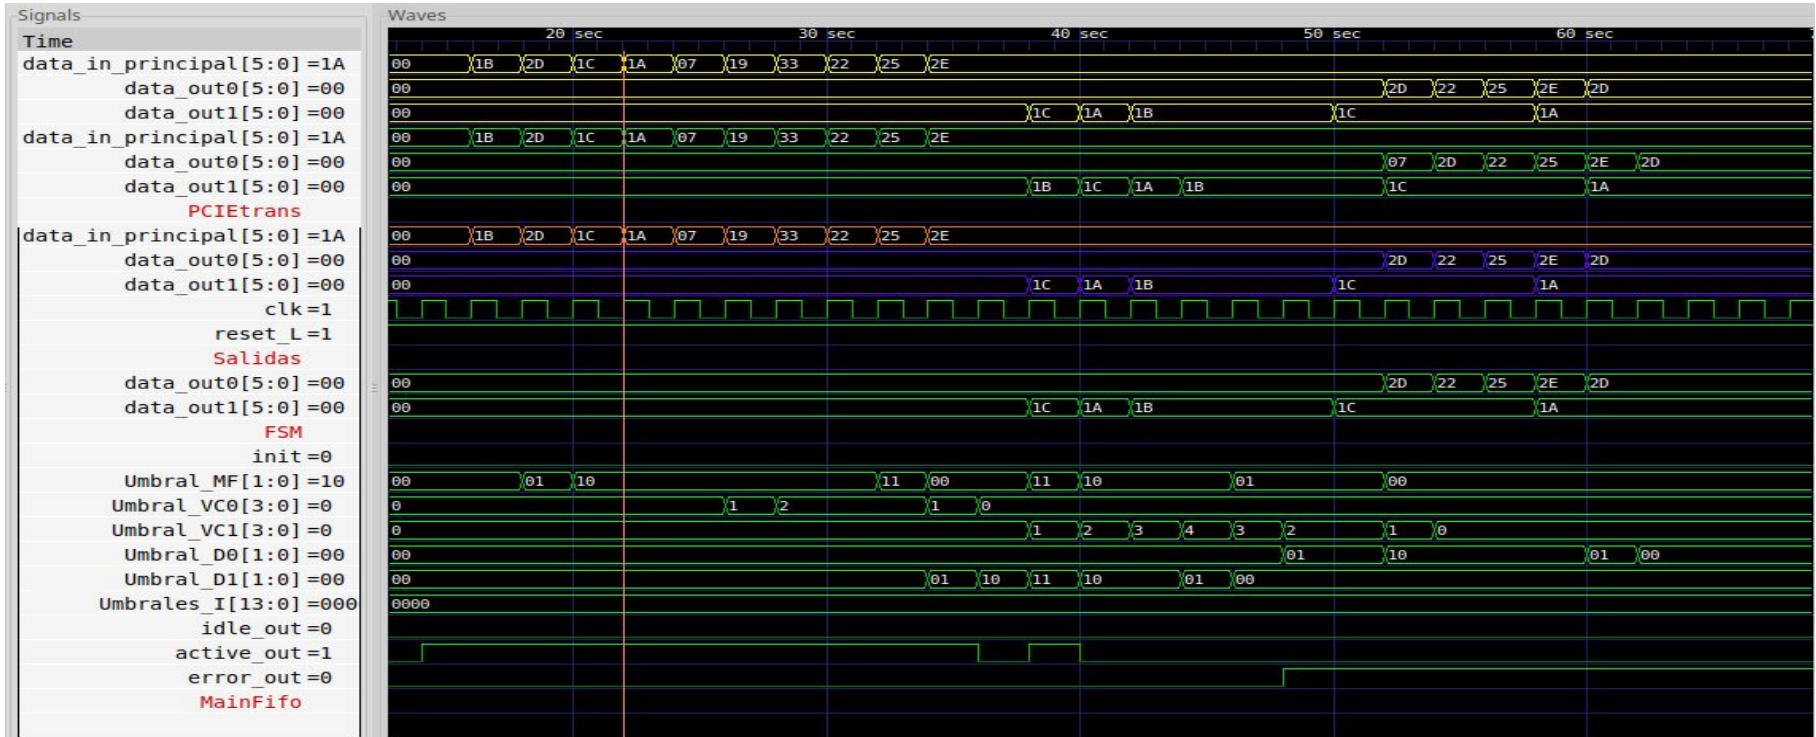 Signals Waves
Time 20 sec 30 sec 40 sec 50 sec 60 sec
data_in_principal[5:0]=1A 00 1B 2D 1C 1A 07 19 33 22 25 2E
data_out0[5:0]=00 00 2D 22 25 2E 2D
data_out1[5:0]=00 00 1C 1A 1B 1C 1A
data_in_principal[5:0]=1A 00 1B 2D 1C 1A 07 19 33 22 25 2E
data_out0[5:0]=00 00 07 2D 22 25 2E 2D
data_out1[5:0]=00 00 1B 1C 1A 1B 1C 1A
PCIEtrans
data_in_principal[5:0]=1A 00 1B 2D 1C 1A 07 19 33 22 25 2E
data_out0[5:0]=00 00 2D 22 25 2E 2D
data_out1[5:0]=00 00 1C 1A 1B 1C 1A
clk=1
reset_L=1
Salidas
data_out0[5:0]=00 00 2D 22 25 2E 2D
data_out1[5:0]=00 00 1C 1A 1B 1C 1A
FSM
init=0
Umbral_MF[1:0]=10 00 01 10 11 00 11 10 01 00
Umbral_VC0[3:0]=0 0 1 2 1 0
Umbral_VC1[3:0]=0 0 1 2 3 4 3 2 1 0
Umbral_D0[1:0]=00 00 01 10 01 00
Umbral_D1[1:0]=00 00 01 10 11 10 01 00
Umbrales_I[13:0]=000 0000
idle_out=0
active_out=1
error_out=0
MainFifo